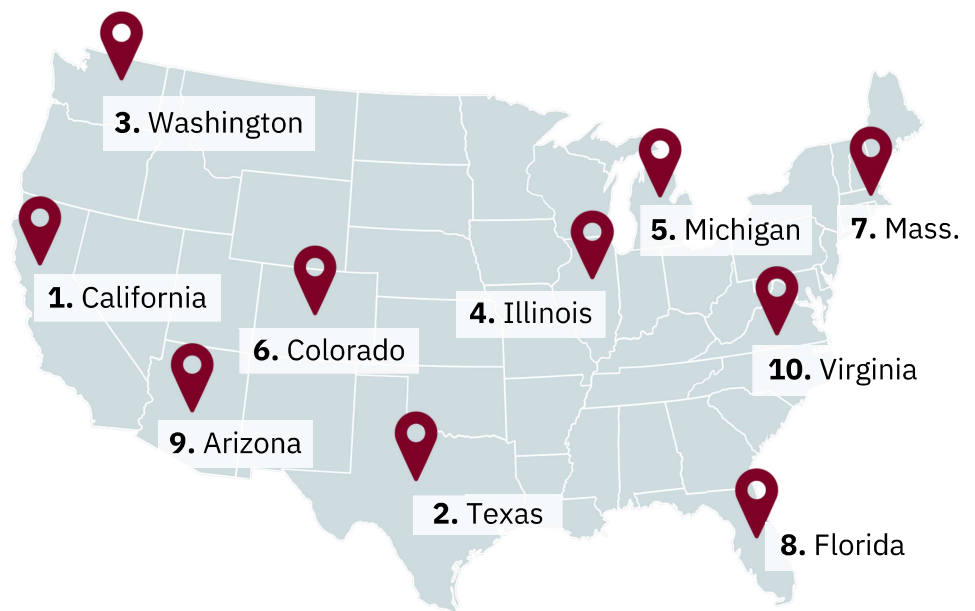 3. Washington
5. Michigan
7. Mass.
1. California
4. Illinois
6. Colorado
10. Virginia
9. Arizona
2. Texas
8. Florida